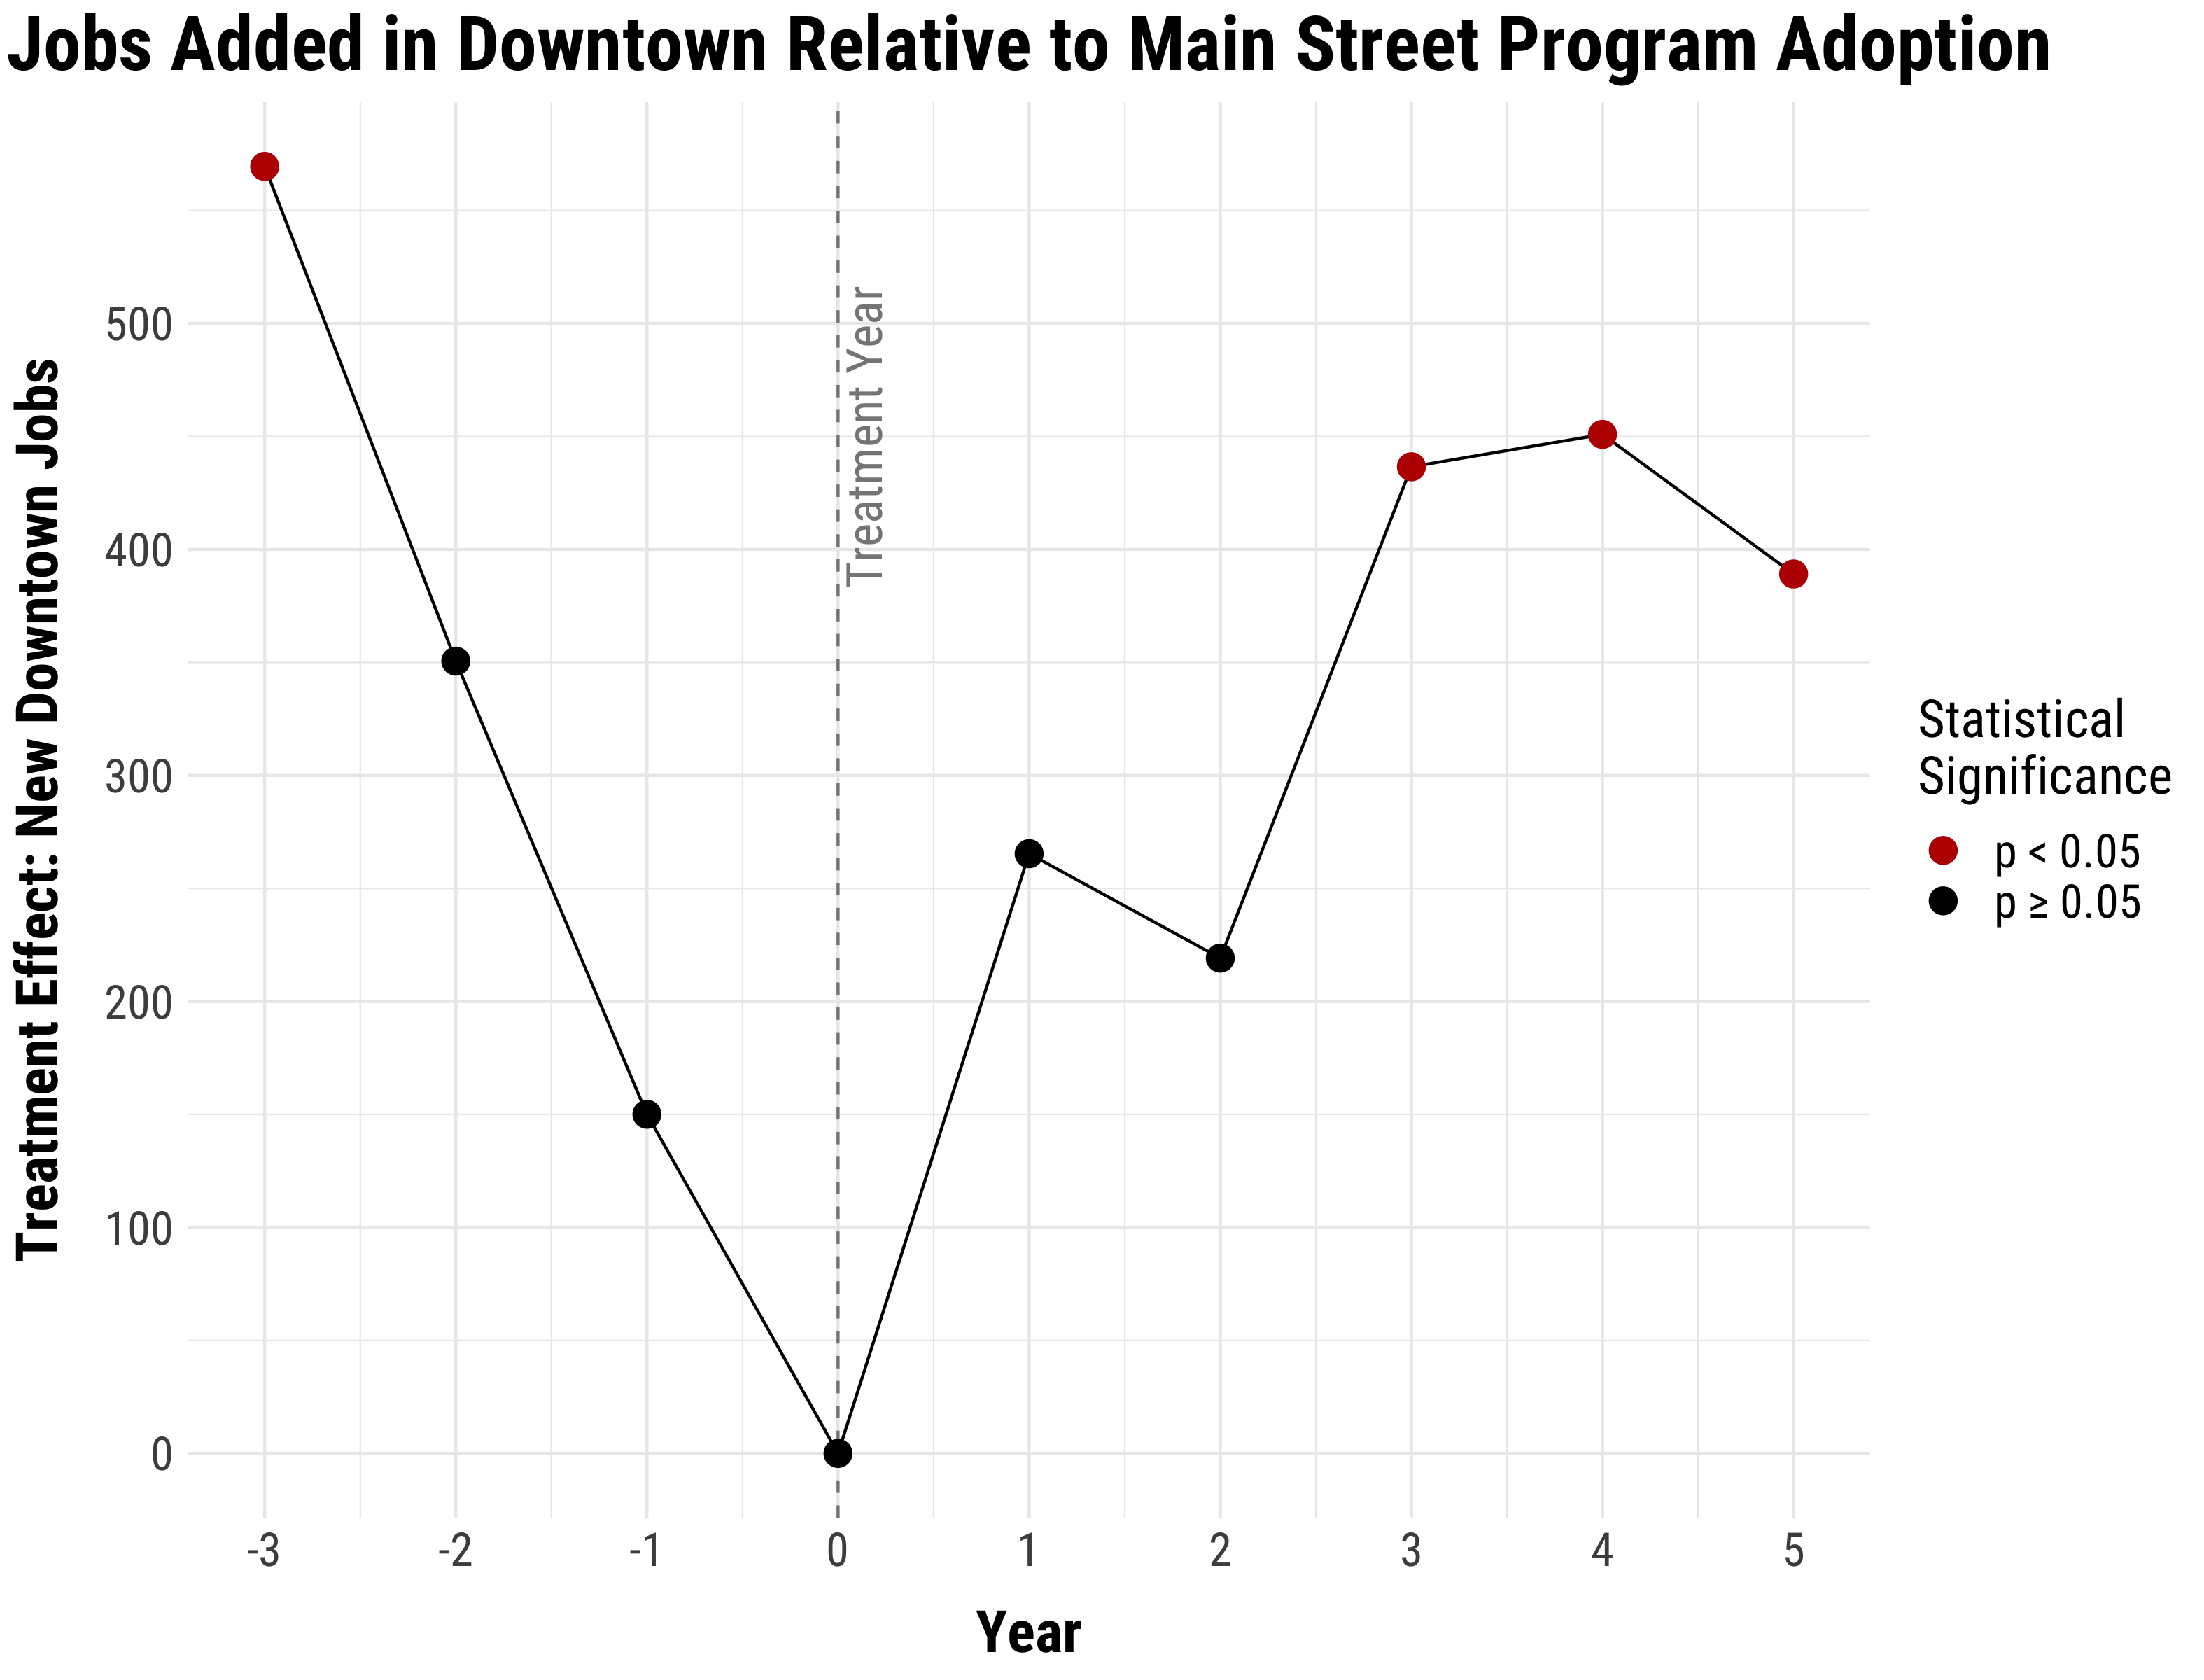 Jobs Added in Downtown Relative to Main Street Program Adoption
Treatment Effect: New Downtown Jobs
500
400
300
200
100
0
Treatment Year
-3
-2
-1
0
1
2
3
4
5
Year
Statistical
Significance
p < 0.05
p ≥ 0.05